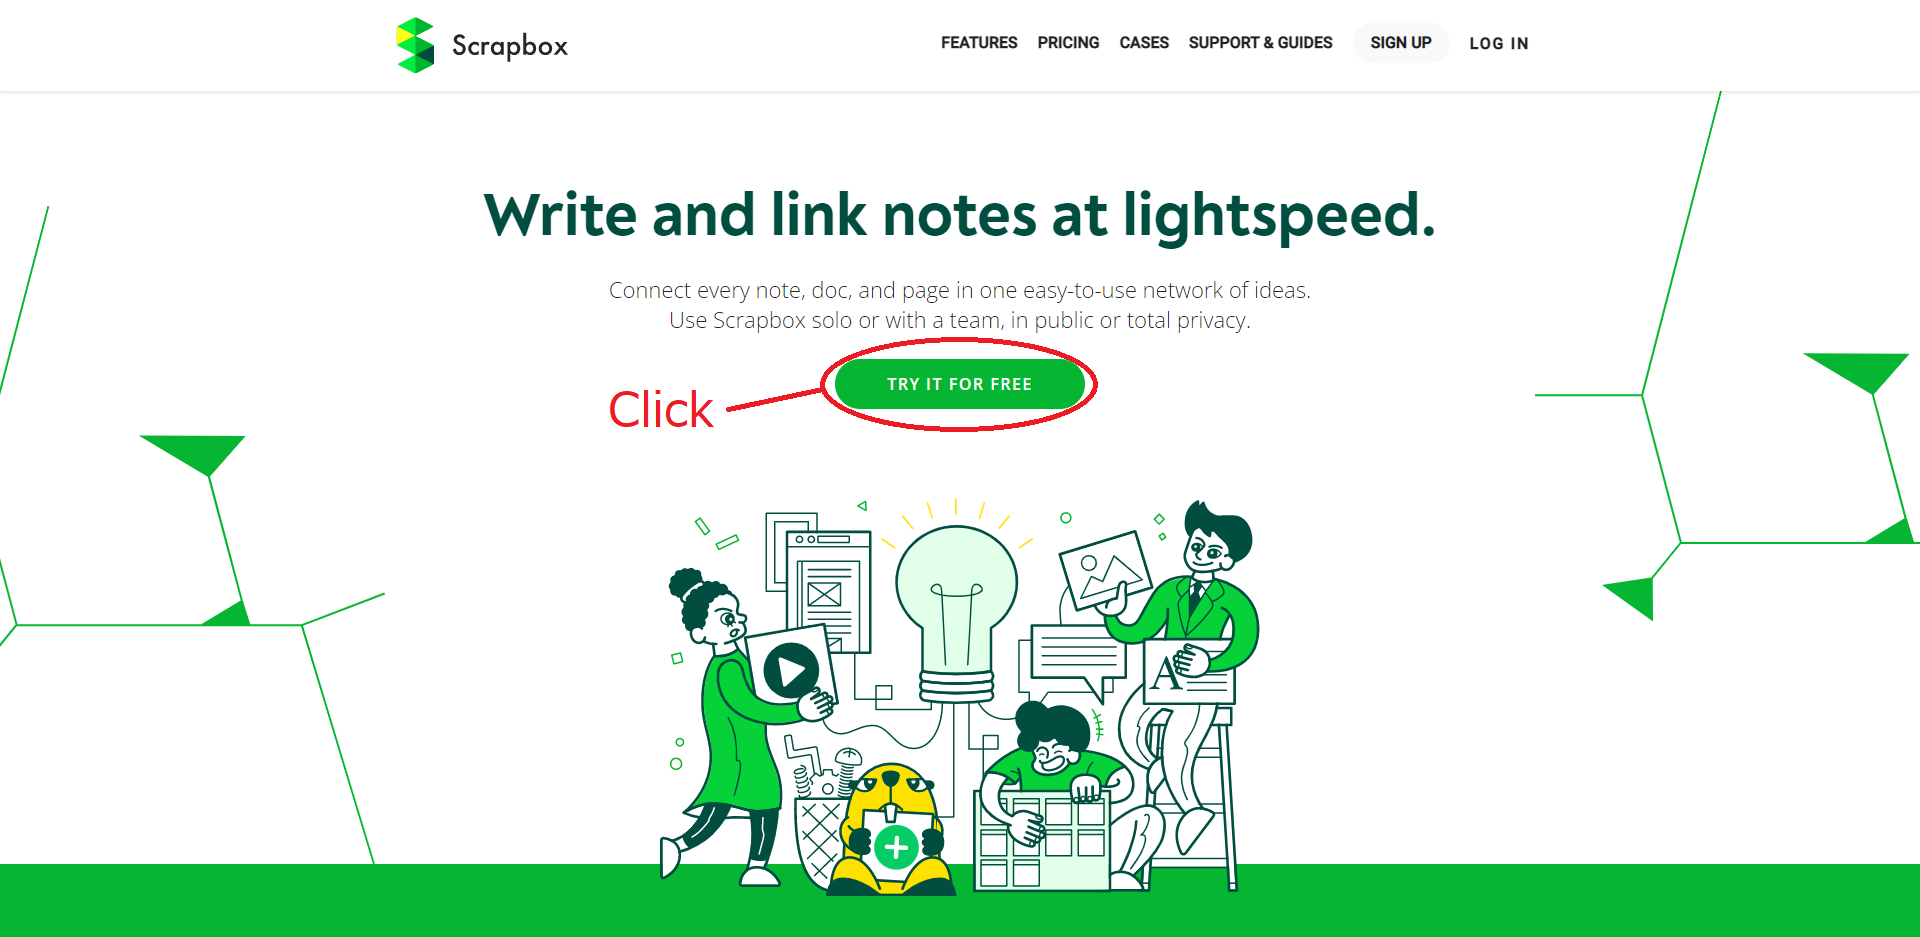 Scrapbox
FEATURES PRICING CASES SUPPORT & GUIDES SIGN UP LOG IN
Write and link notes at lightspeed.
Connect every note, doc, and page in one easy-to-use network of ideas.
Use Scrapbox solo or with a team, in public or total privacy.
TRY IT FOR FREE
Click
A